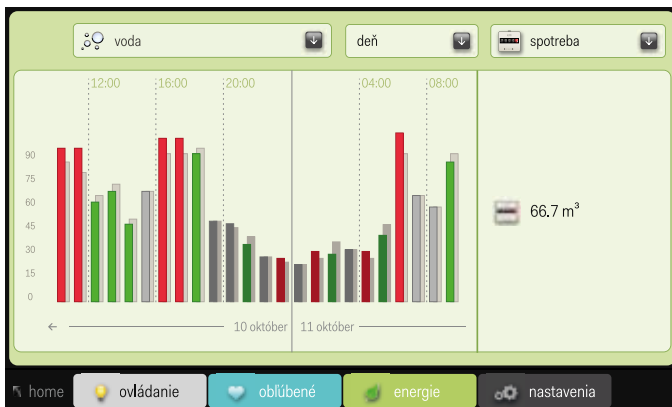 voda
deň
spotreba
12:00
16:00
20:00
04:00
08:00
90
75
60
45
30
15
0
66.7 m³
← 10 október
11 október
home
ovládanie
obľúbené
energie
nastavenia